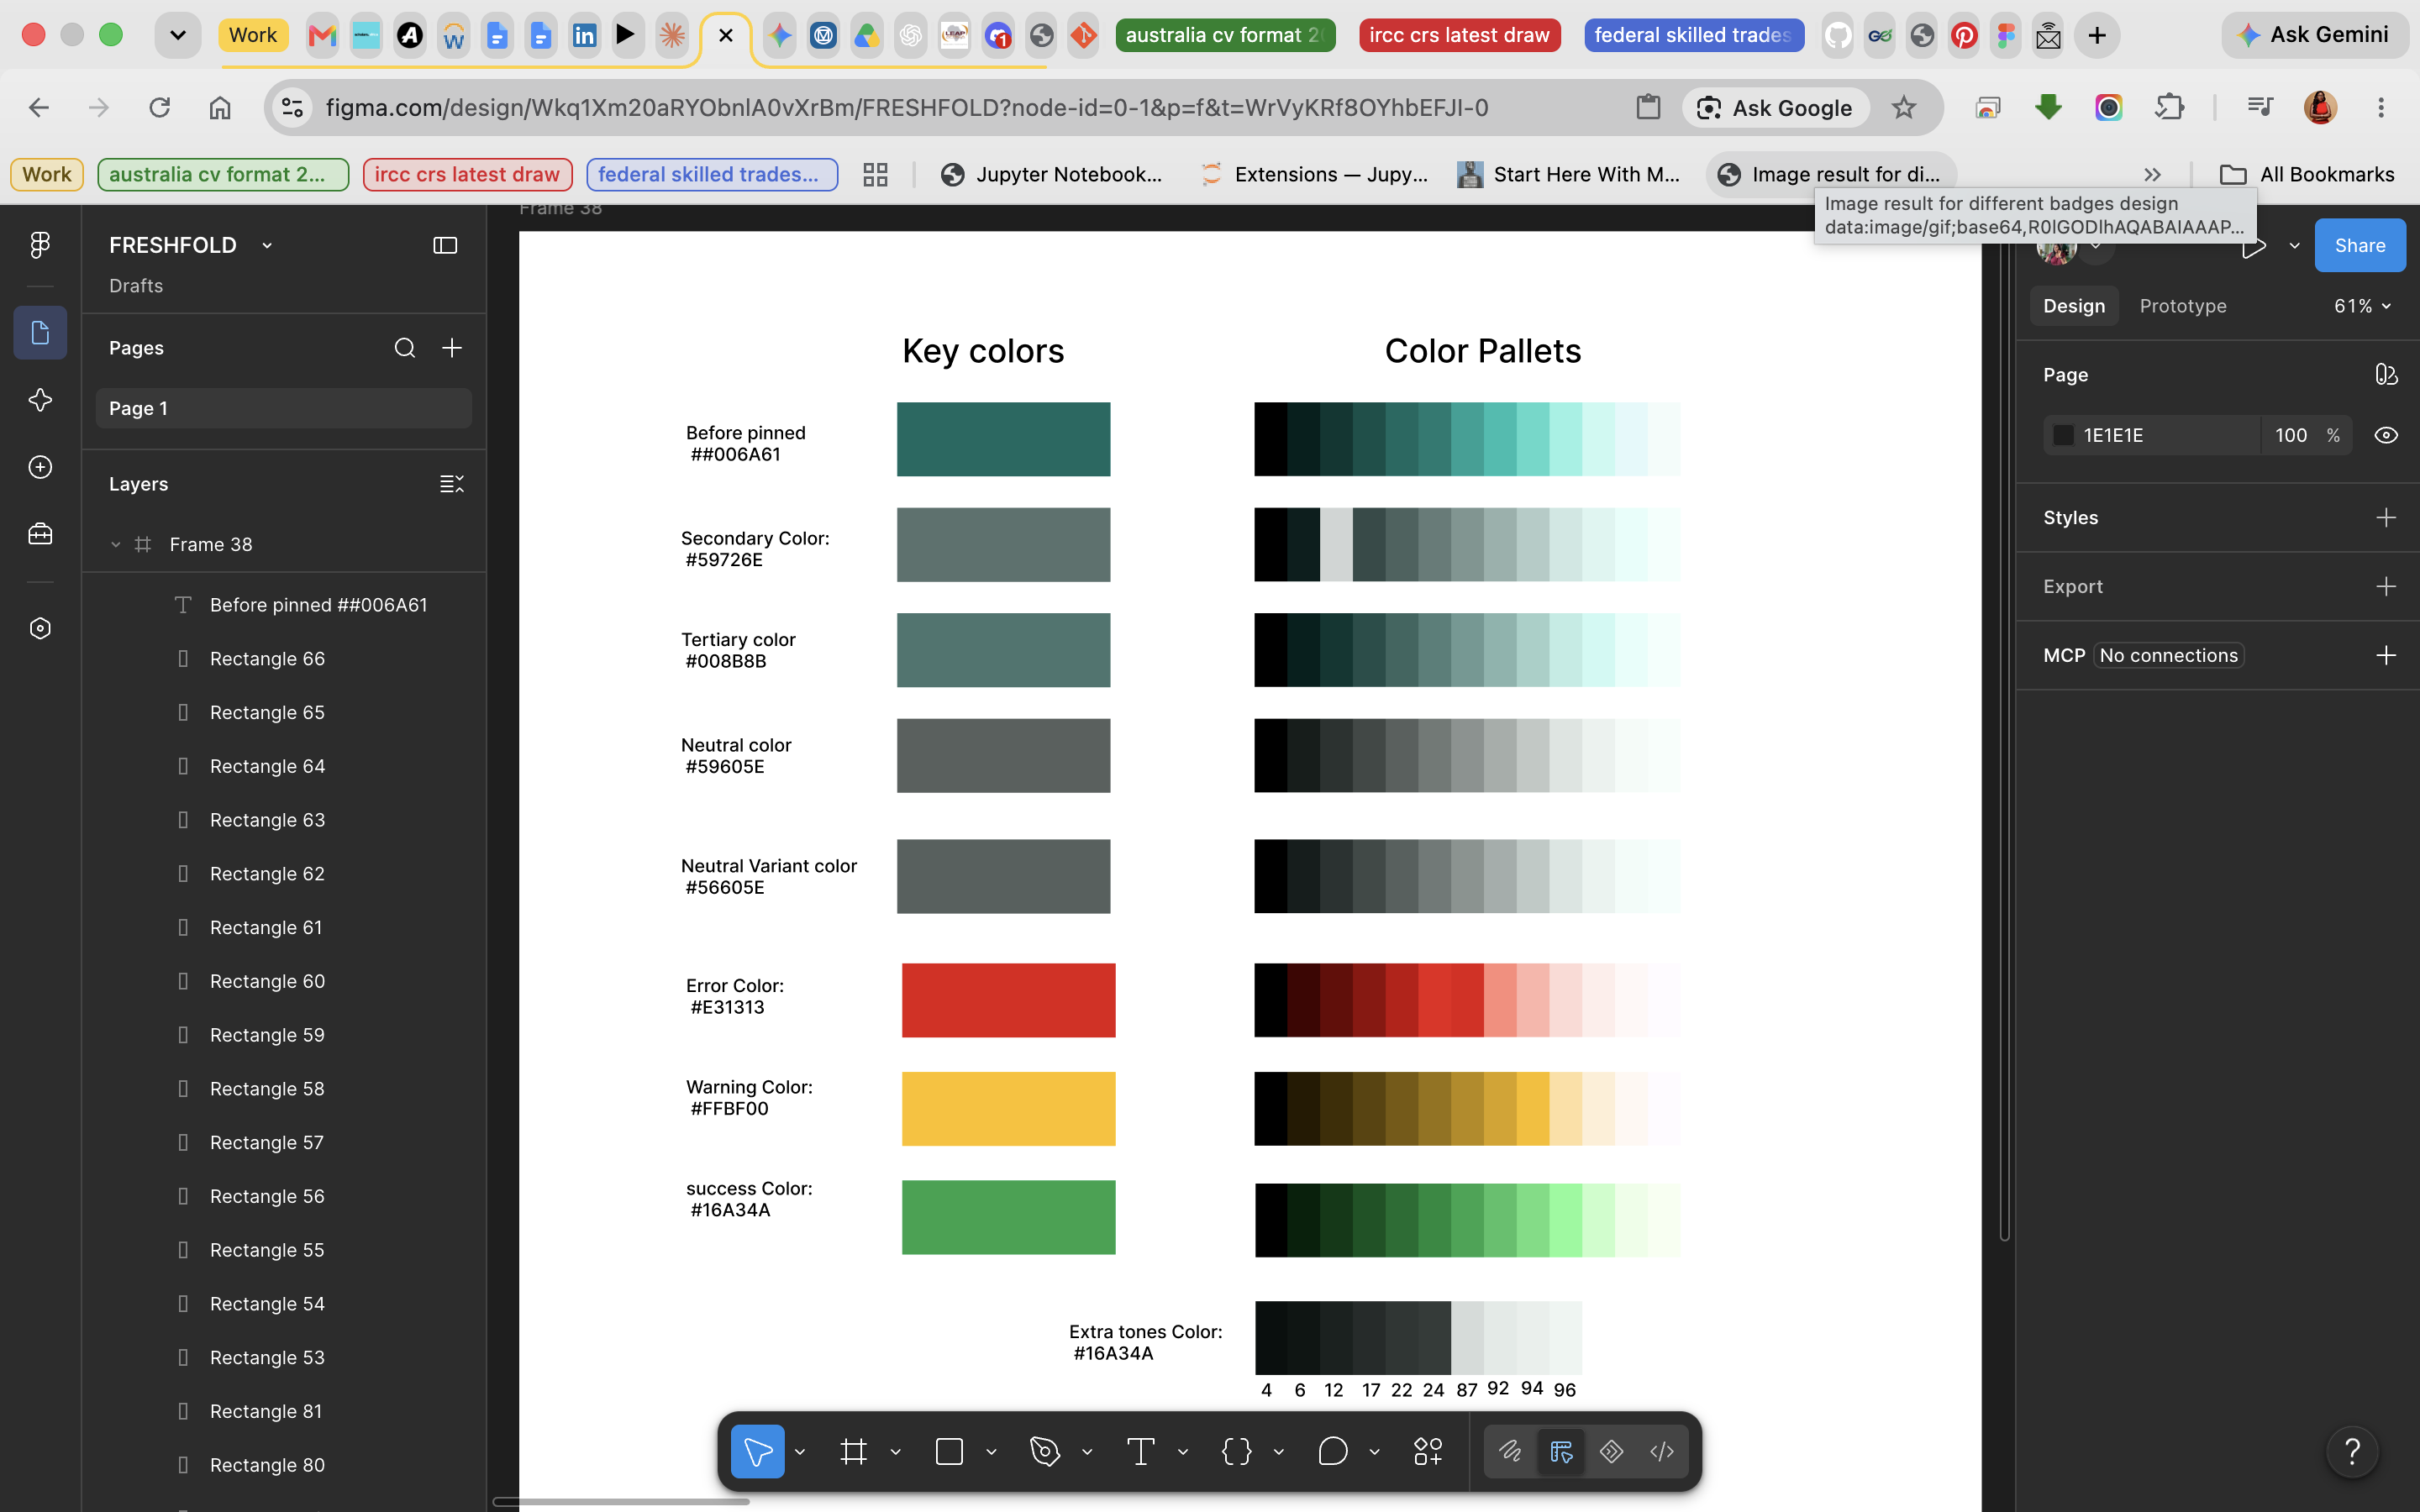 Work
1
australia cv format 2
ircc crs latest draw
federal skilled trades
Ask Gemini
figma.com/design/Wkq1Xm20aRYObnlA0vXrBm/FRESHFOLD?node-id=0-1&p=f&t=WrVyKRf8OYhbEFJI-0
Ask Google
Work
australia cv format 2...
ircc crs latest draw
federal skilled trades...
Jupyter Notebook...
Extensions — Jupy...
Start Here With M...
Image result for di...
All Bookmarks
Image result for different badges design
data:image/gif;base64,R0lGODlhAQABAIAAAP...
FRESHFOLD
Drafts
Pages
Page 1
Layers
Frame 38
Before pinned ##006A61
Rectangle 66
Rectangle 65
Rectangle 64
Rectangle 63
Rectangle 62
Rectangle 61
Rectangle 60
Rectangle 59
Rectangle 58
Rectangle 57
Rectangle 56
Rectangle 55
Rectangle 54
Rectangle 53
Rectangle 81
Rectangle 80
Frame 38
Key colors
Color Pallets
Before pinned
##006A61
Secondary Color:
#59726E
Tertiary color
#008B8B
Neutral color
#59605E
Neutral Variant color
#56605E
Error Color:
#E31313
Warning Color:
#FFBF00
success Color:
#16A34A
Extra tones Color:
#16A34A
4 6 12 17 22 24 87 92 94 96
Share
Design
Prototype
61%
Page
1E1E1E
100 %
Styles
Export
MCP
No connections
?